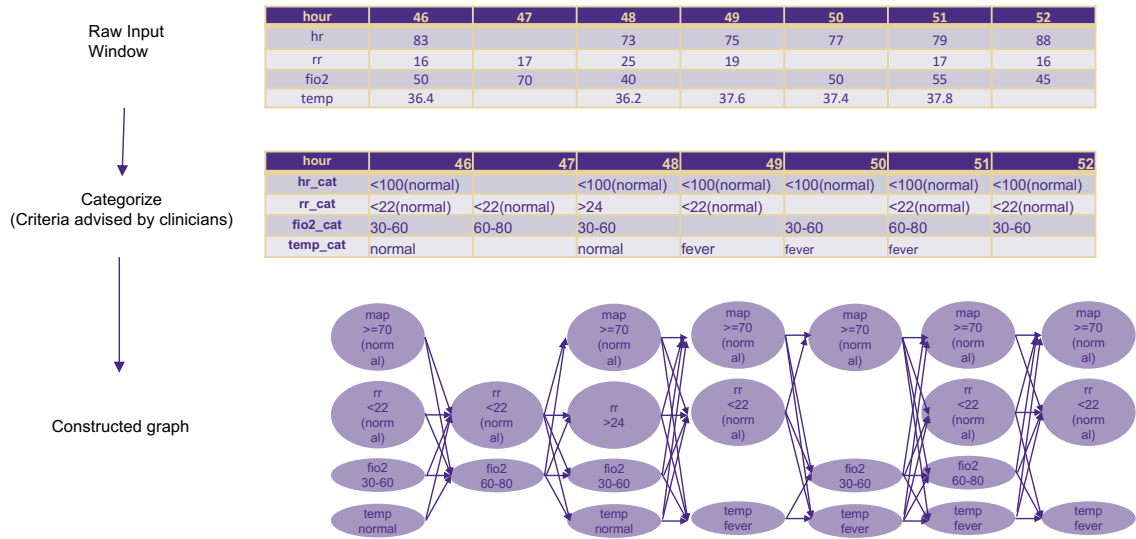 Raw Input
Window
hour 46 47 48 49 50 51 52
hr 83 73 75 77 79 88
rr 16 17 25 19 17 16
fio2 50 70 40 50 55 45
temp 36.4 36.2 37.6 37.4 37.8
Categorize
(Criteria advised by clinicians)
hour 46 47 48 49 50 51 52
hr_cat <100(normal) <100(normal) <100(normal) <100(normal) <100(normal) <100(normal)
rr_cat <22(normal) <22(normal) >24 <22(normal) <22(normal) <22(normal)
fio2_cat 30-60 60-80 30-60 30-60 60-80 30-60
temp_cat normal normal fever fever fever
Constructed graph
map map map map map map
>=70 >=70 >=70 >=70 >=70 >=70
(norm (norm (norm (norm (norm (norm
al) al) al) al) al) al)
rr rr rr rr rr rr
<22 <22 >24 <22 <22 <22
(norm (norm (norm (norm (norm
al) al) al) al) al)
fio2 fio2 fio2 fio2 fio2
30-60 60-80 30-60 30-60 60-80
temp temp temp temp temp temp
normal normal fever fever fever fever